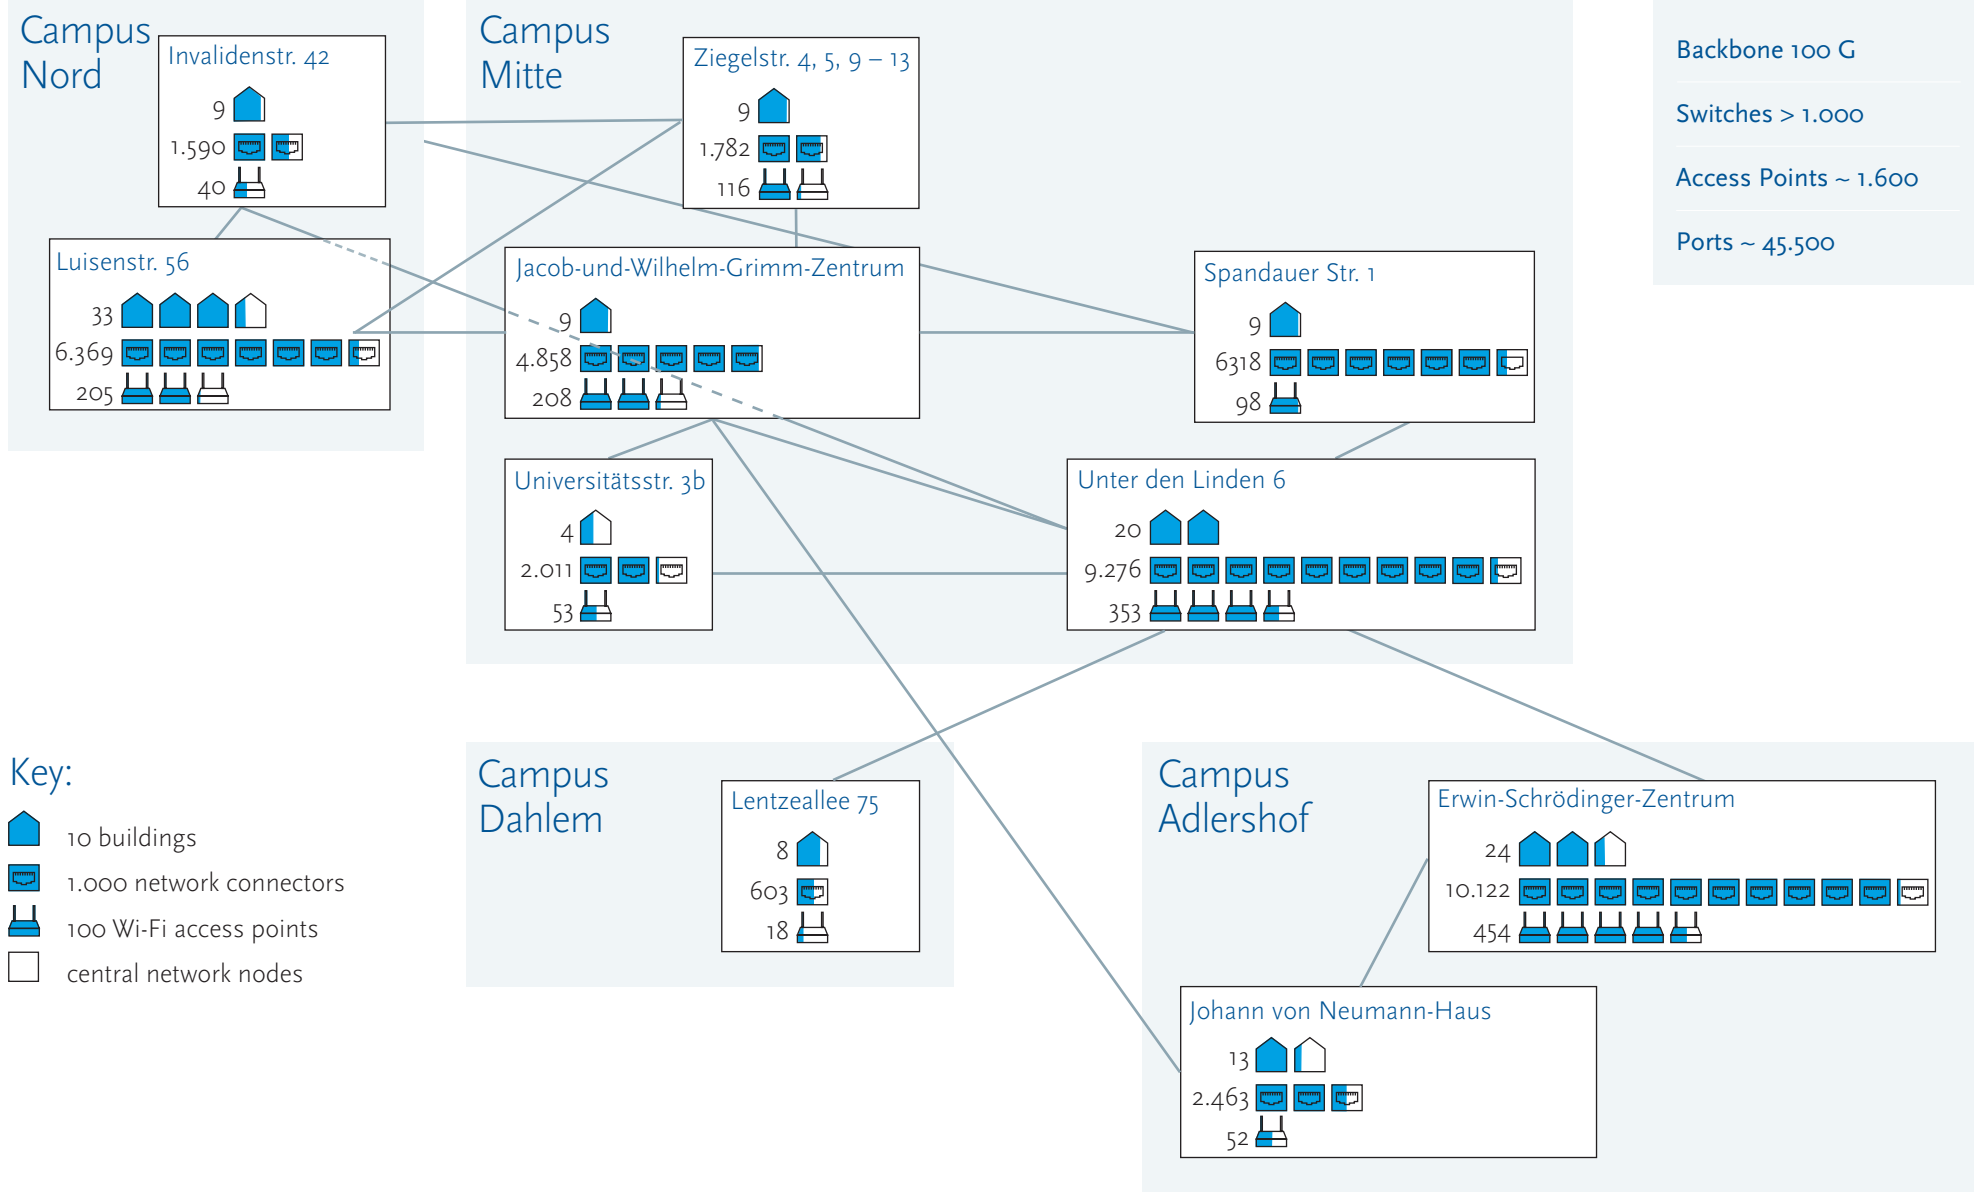 Campus
Nord
Invalidenstr. 42
9
1.590
40
Luisenstr. 56
33
6.369
205
Campus
Mitte
Ziegelstr. 4, 5, 9 – 13
9
1.782
116
Jacob-und-Wilhelm-Grimm-Zentrum
9
4.858
208
Spandauer Str. 1
9
6318
98
Universitätsstr. 3b
4
2.011
53
Unter den Linden 6
20
9.276
353
Backbone 100 G
Switches > 1.000
Access Points ~ 1.600
Ports ~ 45.500
Key:
10 buildings
1.000 network connectors
100 Wi-Fi access points
central network nodes
Campus
Dahlem
Lentzeallee 75
8
603
18
Campus
Adlershof
Erwin-Schrödinger-Zentrum
24
10.122
454
Johann von Neumann-Haus
13
2.463
52